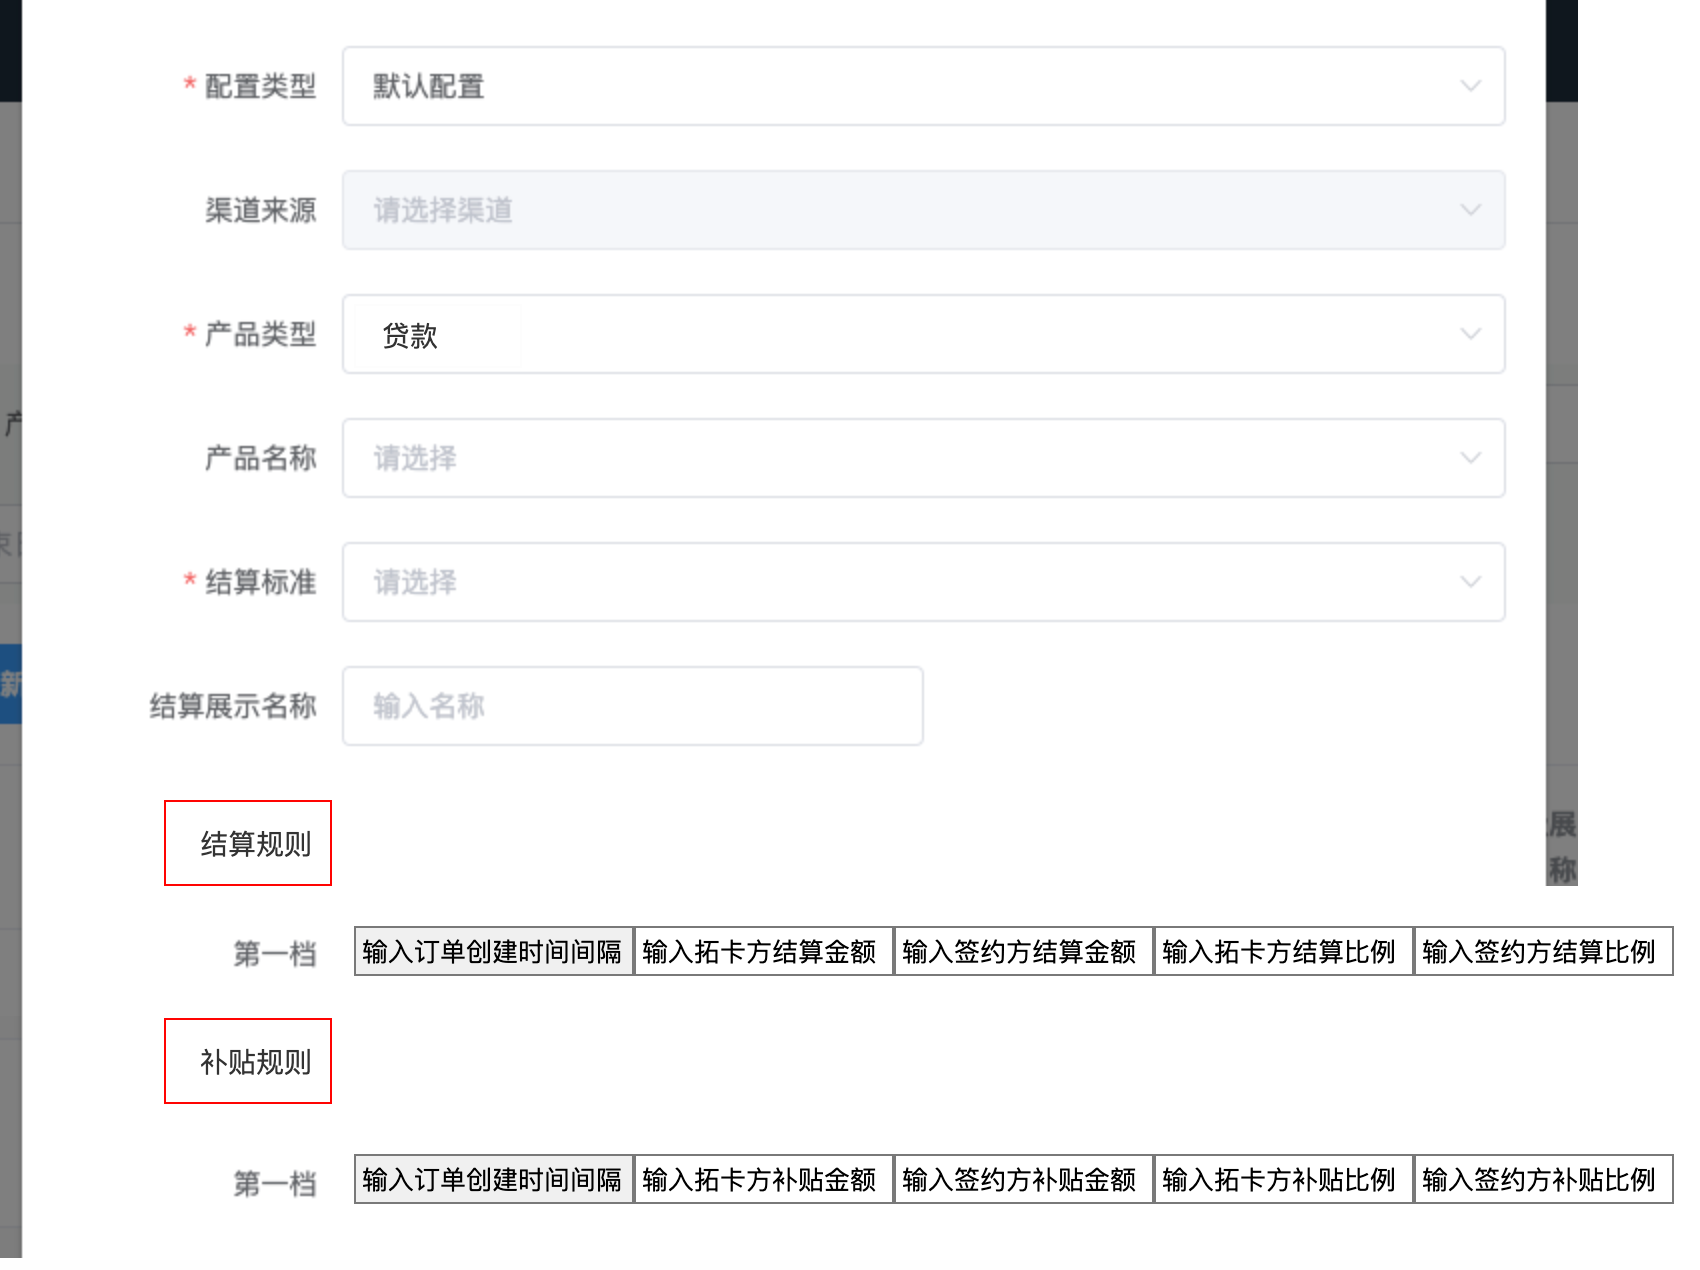 * 配置类型 默认配置
渠道来源 请选择渠道
* 产品类型 贷款
产品名称 请选择
* 结算标准 请选择
新
结算展示名称 输入名称
展
结算规则
称
第一档 输入订单创建时间间隔 输入拓卡方结算金额 输入签约方结算金额 输入拓卡方结算比例 输入签约方结算比例
补贴规则
第一档 输入订单创建时间间隔 输入拓卡方补贴金额 输入签约方补贴金额 输入拓卡方补贴比例 输入签约方补贴比例